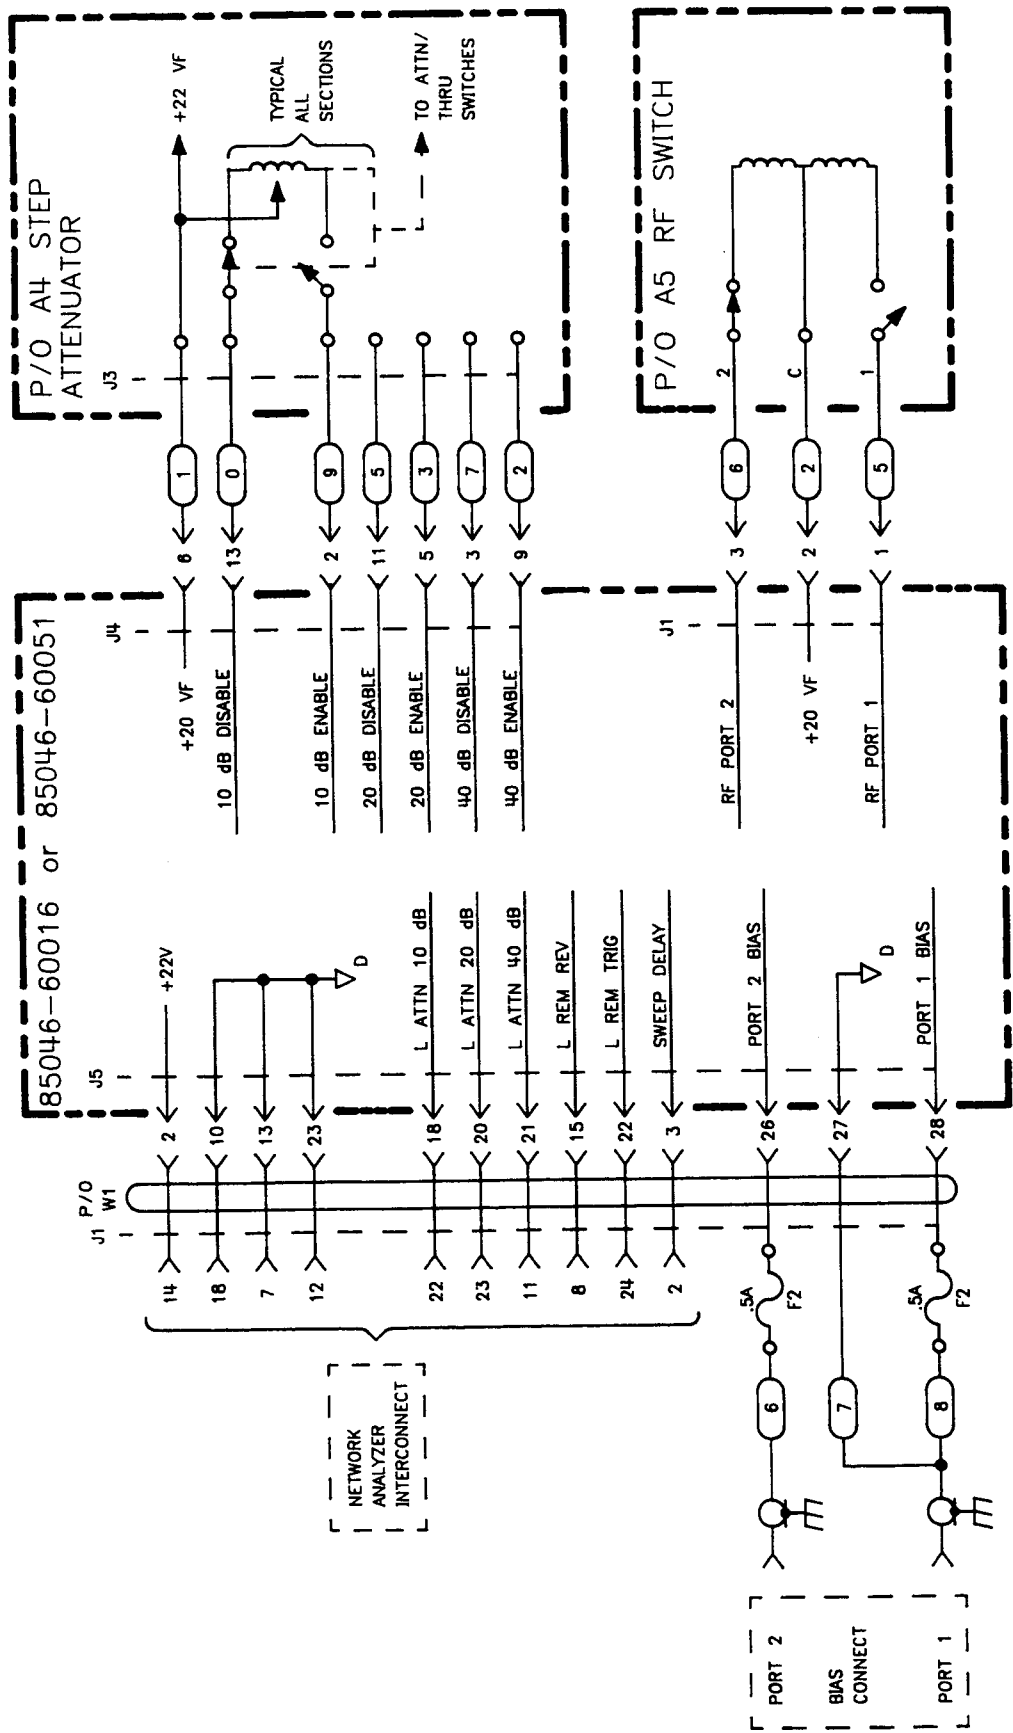 P/O A4 STEP
ATTENUATOR
+22 VF
TYPICAL
ALL
SECTIONS
TO ATTN/
THRU
SWITCHES
J3
1
0
9
5
3
7
2
P/O A5 RF SWITCH
2
C
1
6
2
5
6
13
2
11
5
3
9
3
2
1
85046-60016 or 85046-60051
J4
+20 VF
10 dB DISABLE
10 dB ENABLE
20 dB DISABLE
20 dB ENABLE
40 dB DISABLE
40 dB ENABLE
J1
RF PORT 2
+20 VF
RF PORT 1
+22V
D
L ATTN 10 dB
L ATTN 20 dB
L ATTN 40 dB
L REM REV
L REM TRIG
SWEEP DELAY
PORT 2 BIAS
D
PORT 1 BIAS
J5
2
10
13
23
18
20
21
15
22
3
26
27
28
P/O
W1
J1
14
18
7
12
22
23
11
8
24
2
.5A
F2
.5A
F2
NETWORK
ANALYZER
INTERCONNECT
6
7
8
PORT 2
BIAS
CONNECT
PORT 1